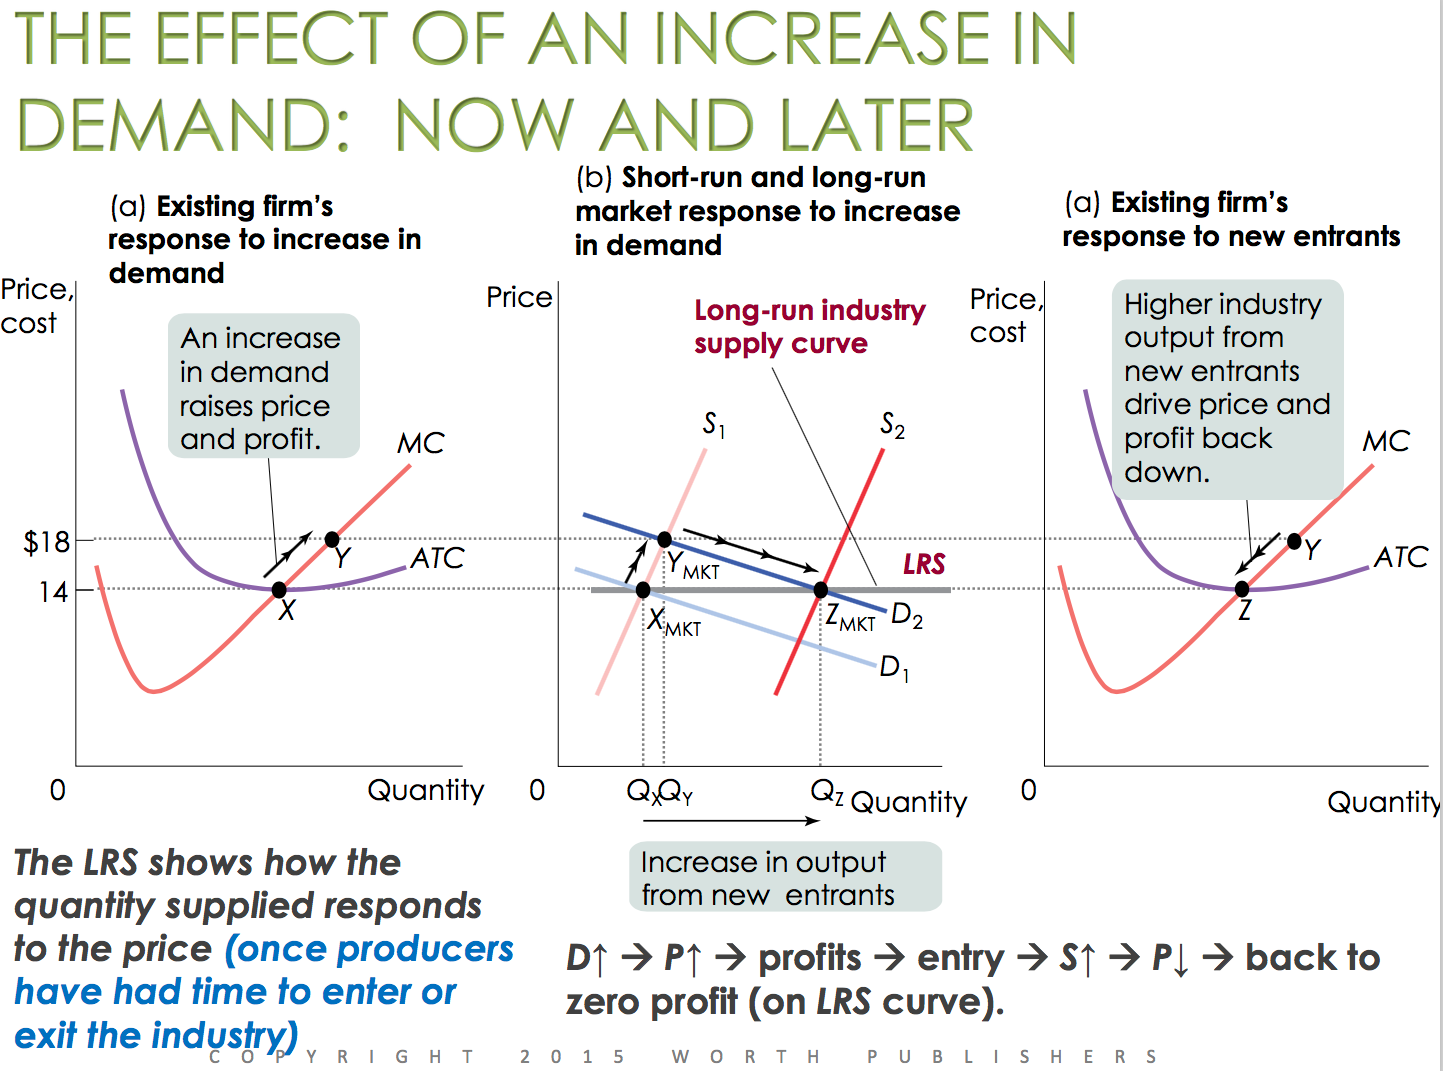 THE EFFECT OF AN INCREASE IN
DEMAND: NOW AND LATER
(a) Existing firm's
response to increase in
demand
Price,
cost
An increase
in demand
raises price
and profit.
MC
$18
Y
ATC
14
X
0
Quantity
(b) Short-run and long-run
market response to increase
in demand
Price
Long-run industry
supply curve
S1
S2
YMKT
LRS
XMKT
ZMKT
D2
D1
0
QX
QY
QZ
Quantity
Increase in output
from new entrants
(a) Existing firm's
response to new entrants
Price,
cost
Higher industry
output from
new entrants
drive price and
profit back
down.
MC
Y
ATC
Z
0
Quantity
The LRS shows how the
quantity supplied responds
to the price (once producers
have had time to enter or
exit the industry)
D↑ → P↑ → profits → entry → S↑ → P↓ → back to
zero profit (on LRS curve).
COPYRIGHT 2015 WORTH PUBLISHERS